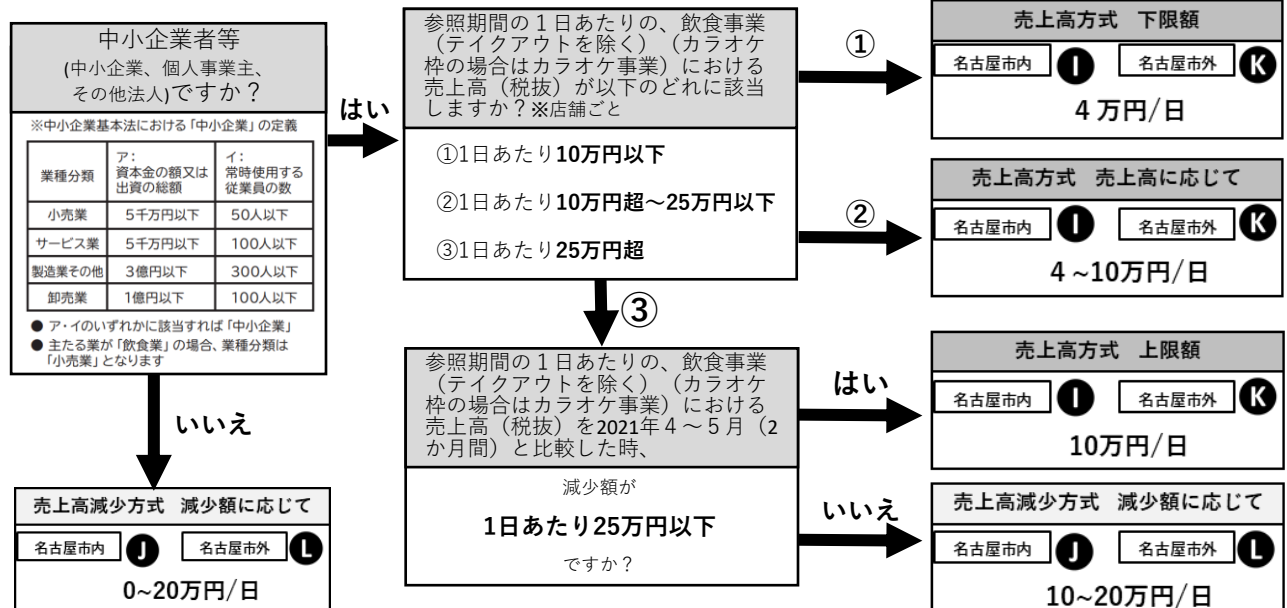 中小企業者等
(中小企業、個人事業主、
その他法人)ですか？
※中小企業基本法における「中小企業」の定義
業種分類
ア：
資本金の額又は
出資の総額
イ：
常時使用する
従業員の数
小売業 5千万円以下 50人以下
サービス業 5千万円以下 100人以下
製造業その他 3億円以下 300人以下
卸売業 1億円以下 100人以下
● ア・イのいずれかに該当すれば「中小企業」
● 主たる業が「飲食業」の場合、業種分類は
「小売業」となります
はい
いいえ
売上高減少方式 減少額に応じて
名古屋市内 J 名古屋市外 L
0~20万円/日
参照期間の１日あたりの、飲食事業
（テイクアウトを除く）（カラオケ
枠の場合はカラオケ事業）における
売上高（税抜）が以下のどれに該当
しますか？※店舗ごと
①1日あたり10万円以下
②1日あたり10万円超～25万円以下
③1日あたり25万円超
①
②
③
売上高方式 下限額
名古屋市内 I 名古屋市外 K
４万円/日
売上高方式 売上高に応じて
名古屋市内 I 名古屋市外 K
４~10万円/日
参照期間の１日あたりの、飲食事業
（テイクアウトを除く）（カラオケ
枠の場合はカラオケ事業）における
売上高（税抜）を2021年４～５月（2
か月間）と比較した時、
減少額が
1日あたり25万円以下
ですか？
はい
いいえ
売上高方式 上限額
名古屋市内 I 名古屋市外 K
10万円/日
売上高減少方式 減少額に応じて
名古屋市内 J 名古屋市外 L
10~20万円/日